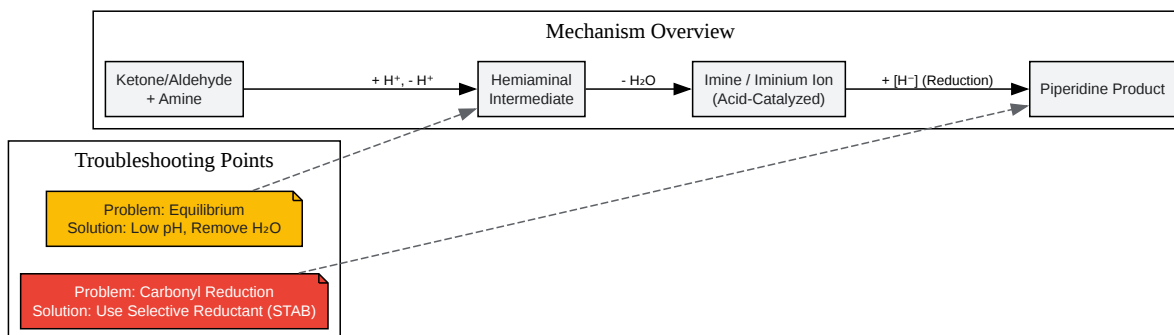 Mechanism Overview
Ketone/Aldehyde
+ Amine
+ H⁺, - H⁺
Hemiaminal
Intermediate
- H₂O
Imine / Iminium Ion
(Acid-Catalyzed)
+ [H⁻] (Reduction)
Piperidine Product
Troubleshooting Points
Problem: Equilibrium
Solution: Low pH, Remove H₂O
Problem: Carbonyl Reduction
Solution: Use Selective Reductant (STAB)